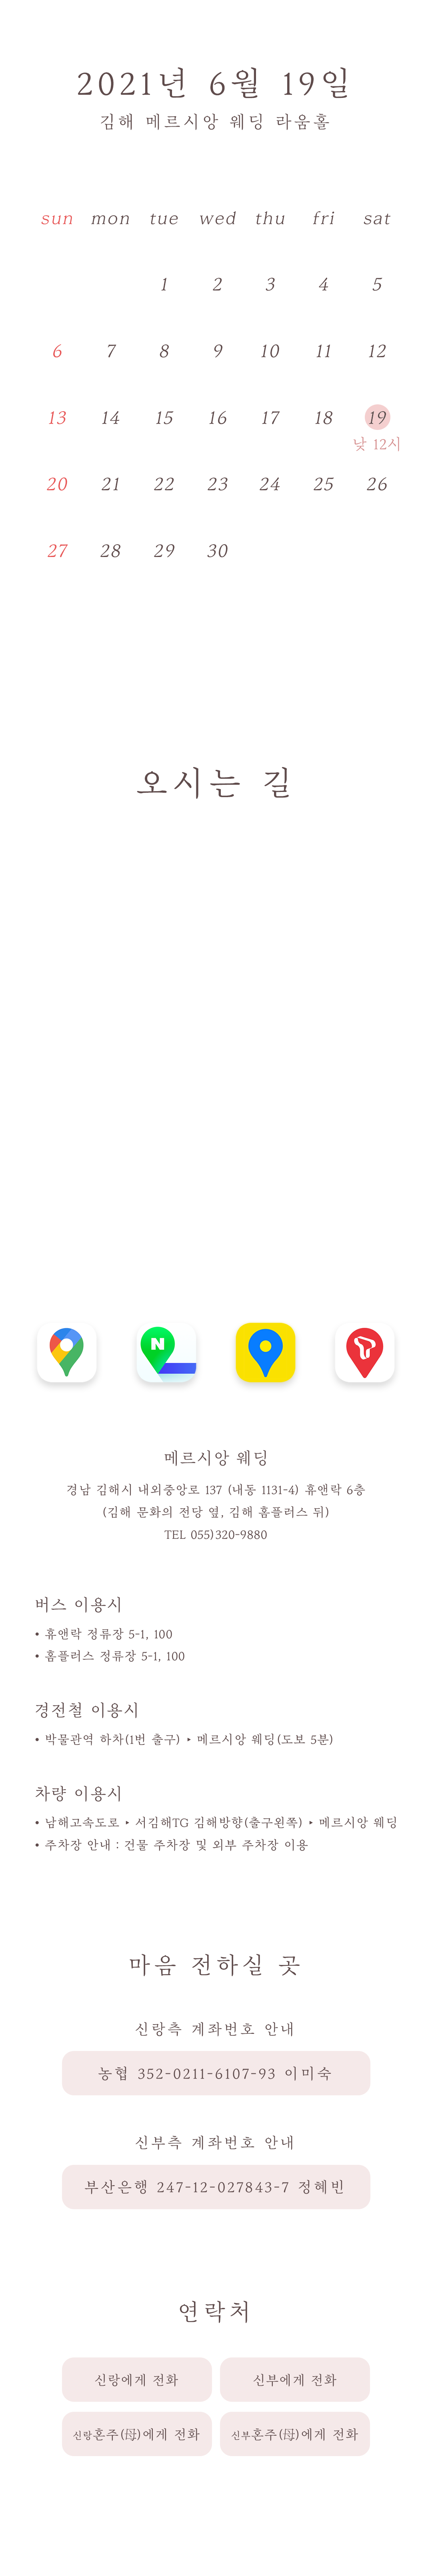 2021년 6월 19일
김해 메르시앙 웨딩 라움홀
sun mon tue wed thu fri sat
1 2 3 4 5
6 7 8 9 10 11 12
13 14 15 16 17 18 19
낮 12시
20 21 22 23 24 25 26
27 28 29 30
오시는 길
N
메르시앙 웨딩
경남 김해시 내외중앙로 137 (내동 1131-4) 휴앤락 6층
(김해 문화의 전당 옆, 김해 홈플러스 뒤)
TEL 055)320-9880
버스 이용시
• 휴앤락 정류장 5-1, 100
• 홈플러스 정류장 5-1, 100
경전철 이용시
• 박물관역 하차(1번 출구) ‣ 메르시앙 웨딩(도보 5분)
차량 이용시
• 남해고속도로 ‣ 서김해TG 김해방향(출구왼쪽) ‣ 메르시앙 웨딩
• 주차장 안내 : 건물 주차장 및 외부 주차장 이용
마음 전하실 곳
신랑측 계좌번호 안내
농협 352-0211-6107-93 이미숙
신부측 계좌번호 안내
부산은행 247-12-027843-7 정혜빈
연락처
신랑에게 전화 신부에게 전화
신랑혼주(母)에게 전화 신부혼주(母)에게 전화